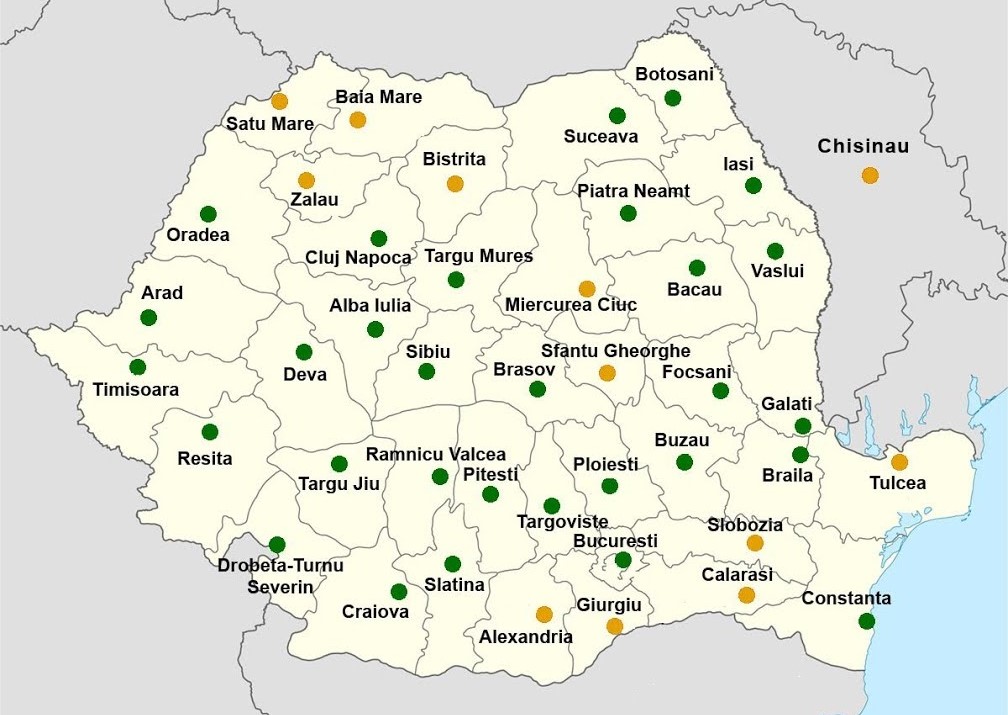 Botosani
Baia Mare
Satu Mare
Suceava
Chisinau
Bistrita
Iasi
Zalau
Piatra Neamt
Oradea
Cluj Napoca
Targu Mures
Vaslui
Bacau
Arad
Alba Iulia
Miercurea Ciuc
Sibiu
Sfantu Gheorghe
Brasov
Focsani
Deva
Timisoara
Galati
Buzau
Ramnicu Valcea
Resita
Ploiesti
Pitesti
Braila
Targu Jiu
Tulcea
Targoviste
Slobozia
Bucuresti
Drobeta-Turnu
Severin
Calarasi
Slatina
Constanta
Giurgiu
Craiova
Alexandria